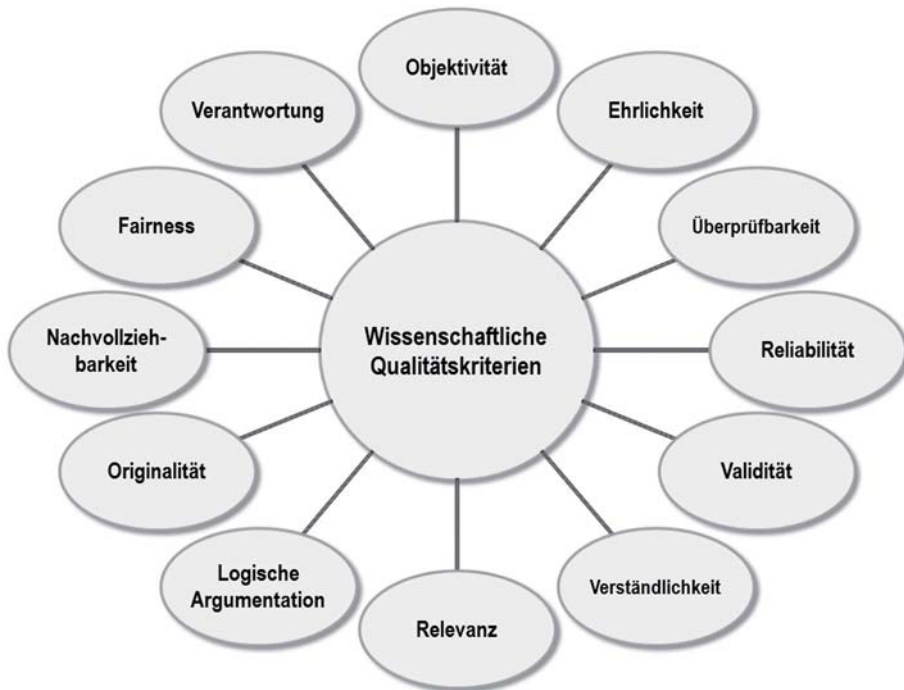 Objektivität
Ehrlichkeit
Überprüfbarkeit
Reliabilität
Validität
Verständlichkeit
Relevanz
Logische
Argumentation
Originalität
Nachvollzieh-
barkeit
Fairness
Verantwortung
Wissenschaftliche
Qualitätskriterien